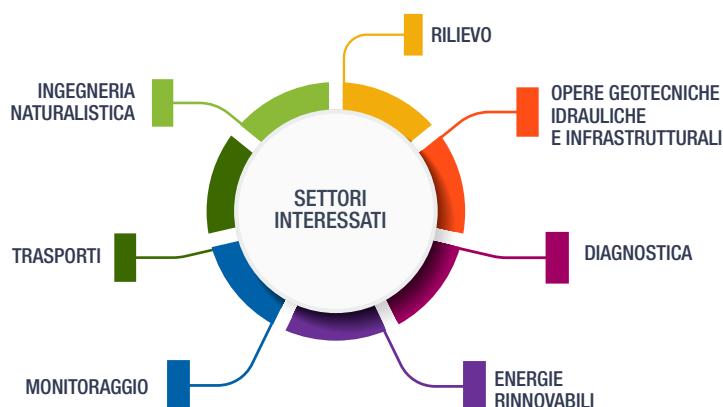 RILIEVO
INGEGNERIA
NATURALISTICA
OPERE GEOTECNICHE
IDRAULICHE
E INFRASTRUTTURALI
SETTORI
INTERESSATI
TRASPORTI
DIAGNOSTICA
MONITORAGGIO
ENERGIE
RINNOVABILI